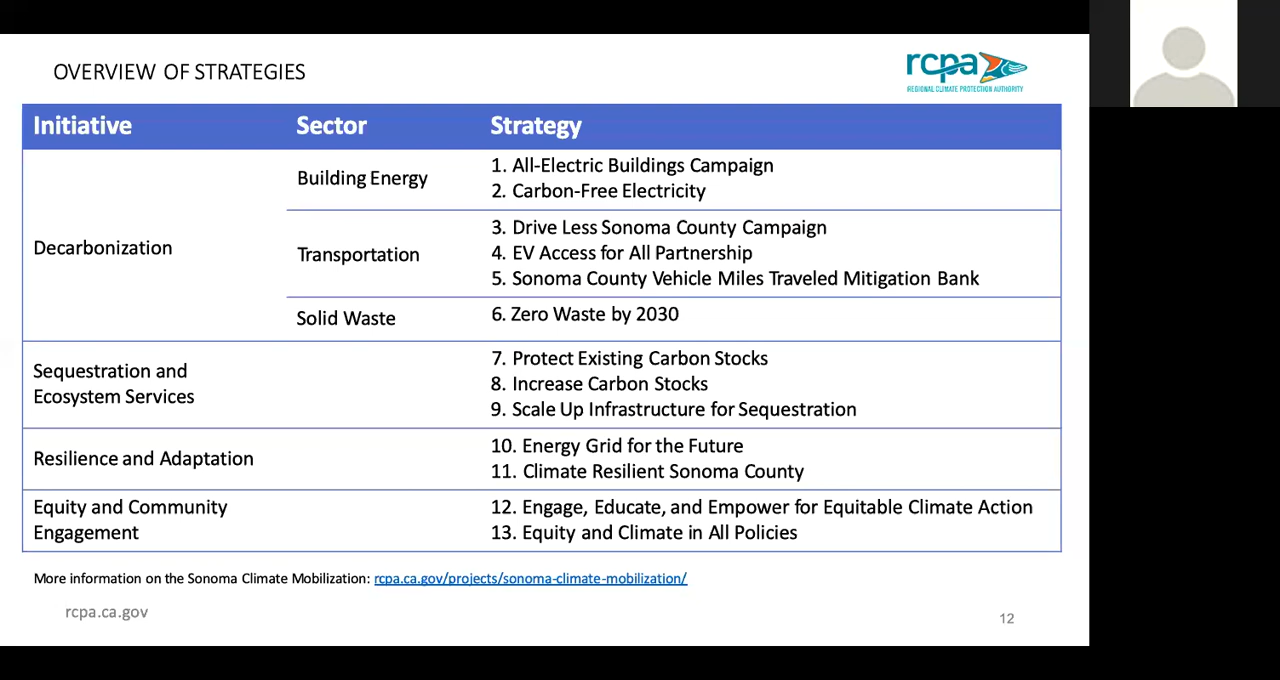 OVERVIEW OF STRATEGIES
rcpa
REGIONAL CLIMATE PROTECTION AUTHORITY
Initiative Sector Strategy
Decarbonization
Building Energy
1. All-Electric Buildings Campaign
2. Carbon-Free Electricity
Transportation
3. Drive Less Sonoma County Campaign
4. EV Access for All Partnership
5. Sonoma County Vehicle Miles Traveled Mitigation Bank
Solid Waste
6. Zero Waste by 2030
Sequestration and
Ecosystem Services
7. Protect Existing Carbon Stocks
8. Increase Carbon Stocks
9. Scale Up Infrastructure for Sequestration
Resilience and Adaptation
10. Energy Grid for the Future
11. Climate Resilient Sonoma County
Equity and Community
Engagement
12. Engage, Educate, and Empower for Equitable Climate Action
13. Equity and Climate in All Policies
More information on the Sonoma Climate Mobilization: rcpa.ca.gov/projects/sonoma-climate-mobilization/
rcpa.ca.gov
12